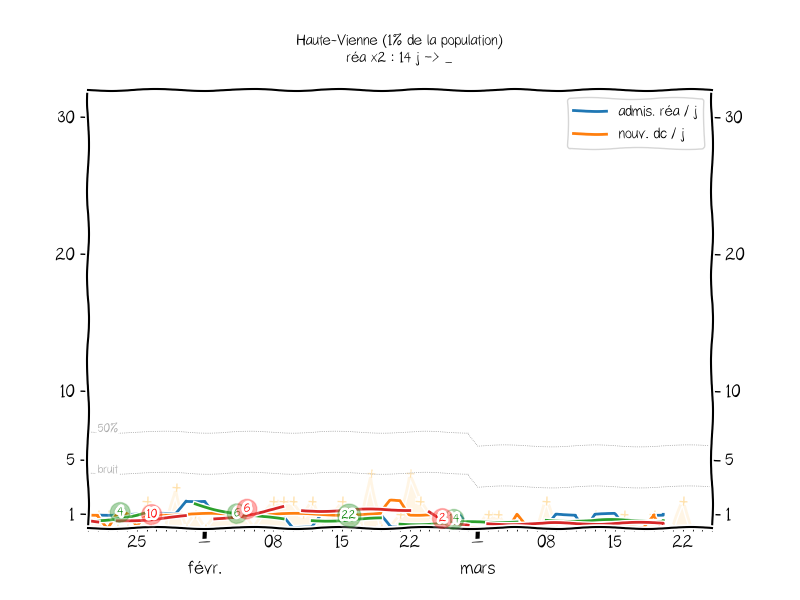 Haute-Vienne (1% de la population)
réa x2 : 14 j -> _
admis. réa / j
nouv. dc / j
30 30
20 20
10 10
50%
5 5
bruit
1 1
4 10 6 6 22 2 4
25 1 08 15 22 1 08 15 22
févr. mars